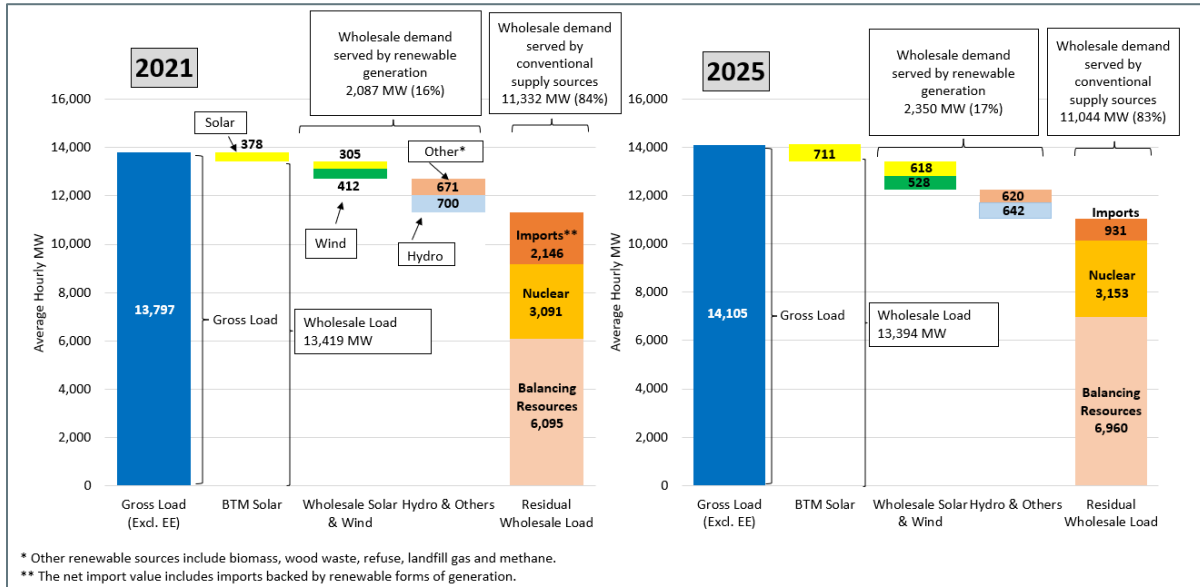 2021
Wholesale demand
served by renewable
generation
2,087 MW (16%)
Wholesale demand
served by
conventional
supply sources
11,332 MW (84%)
Average Hourly MW
16,000
14,000
12,000
10,000
8,000
6,000
4,000
2,000
0
Solar
378
305
412
Other*
671
700
Wind
Hydro
13,797
Gross Load
Wholesale Load
13,419 MW
Imports**
2,146
Nuclear
3,091
Balancing
Resources
6,095
Gross Load
(Excl. EE)
BTM Solar
Wholesale Solar
& Wind
Hydro & Others
Residual
Wholesale Load
2025
Wholesale demand
served by renewable
generation
2,350 MW (17%)
Wholesale demand
served by
conventional
supply sources
11,044 MW (83%)
Average Hourly MW
16,000
14,000
12,000
10,000
8,000
6,000
4,000
2,000
0
711
618
528
620
642
14,105
Gross Load
Wholesale Load
13,394 MW
Imports
931
Nuclear
3,153
Balancing
Resources
6,960
Gross Load
(Excl. EE)
BTM Solar
Wholesale Solar
& Wind
Hydro & Others
Residual
Wholesale Load
* Other renewable sources include biomass, wood waste, refuse, landfill gas and methane.
** The net import value includes imports backed by renewable forms of generation.